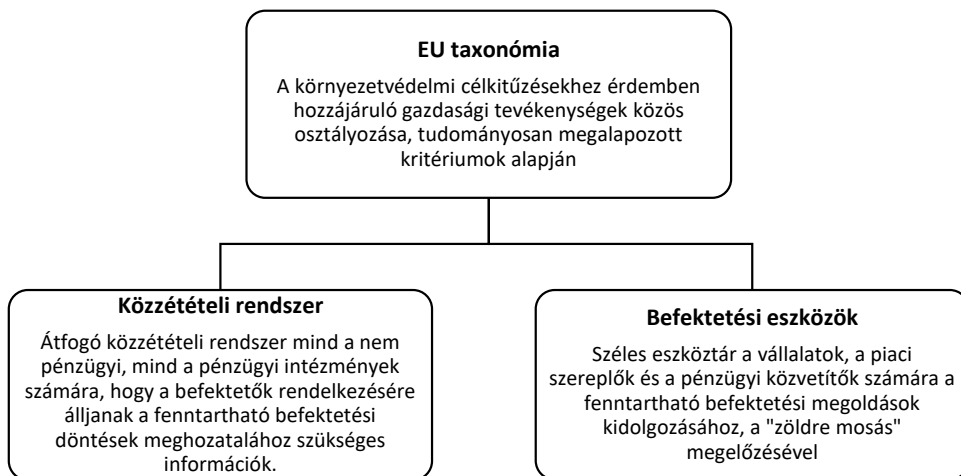 EU taxonómia
A környezetvédelmi célkitűzésekhez érdemben
hozzájáruló gazdasági tevékenységek közös
osztályozása, tudományosan megalapozott
kritériumok alapján
Közzétételi rendszer
Átfogó közzétételi rendszer mind a nem
pénzügyi, mind a pénzügyi intézmények
számára, hogy a befektetők rendelkezésére
álljanak a fenntartható befektetési
döntések meghozatalához szükséges
információk.
Befektetési eszközök
Széles eszköztár a vállalatok, a piaci
szereplők és a pénzügyi közvetítők számára a
fenntartható befektetési megoldások
kidolgozásához, a "zöldre mosás"
megelőzésével